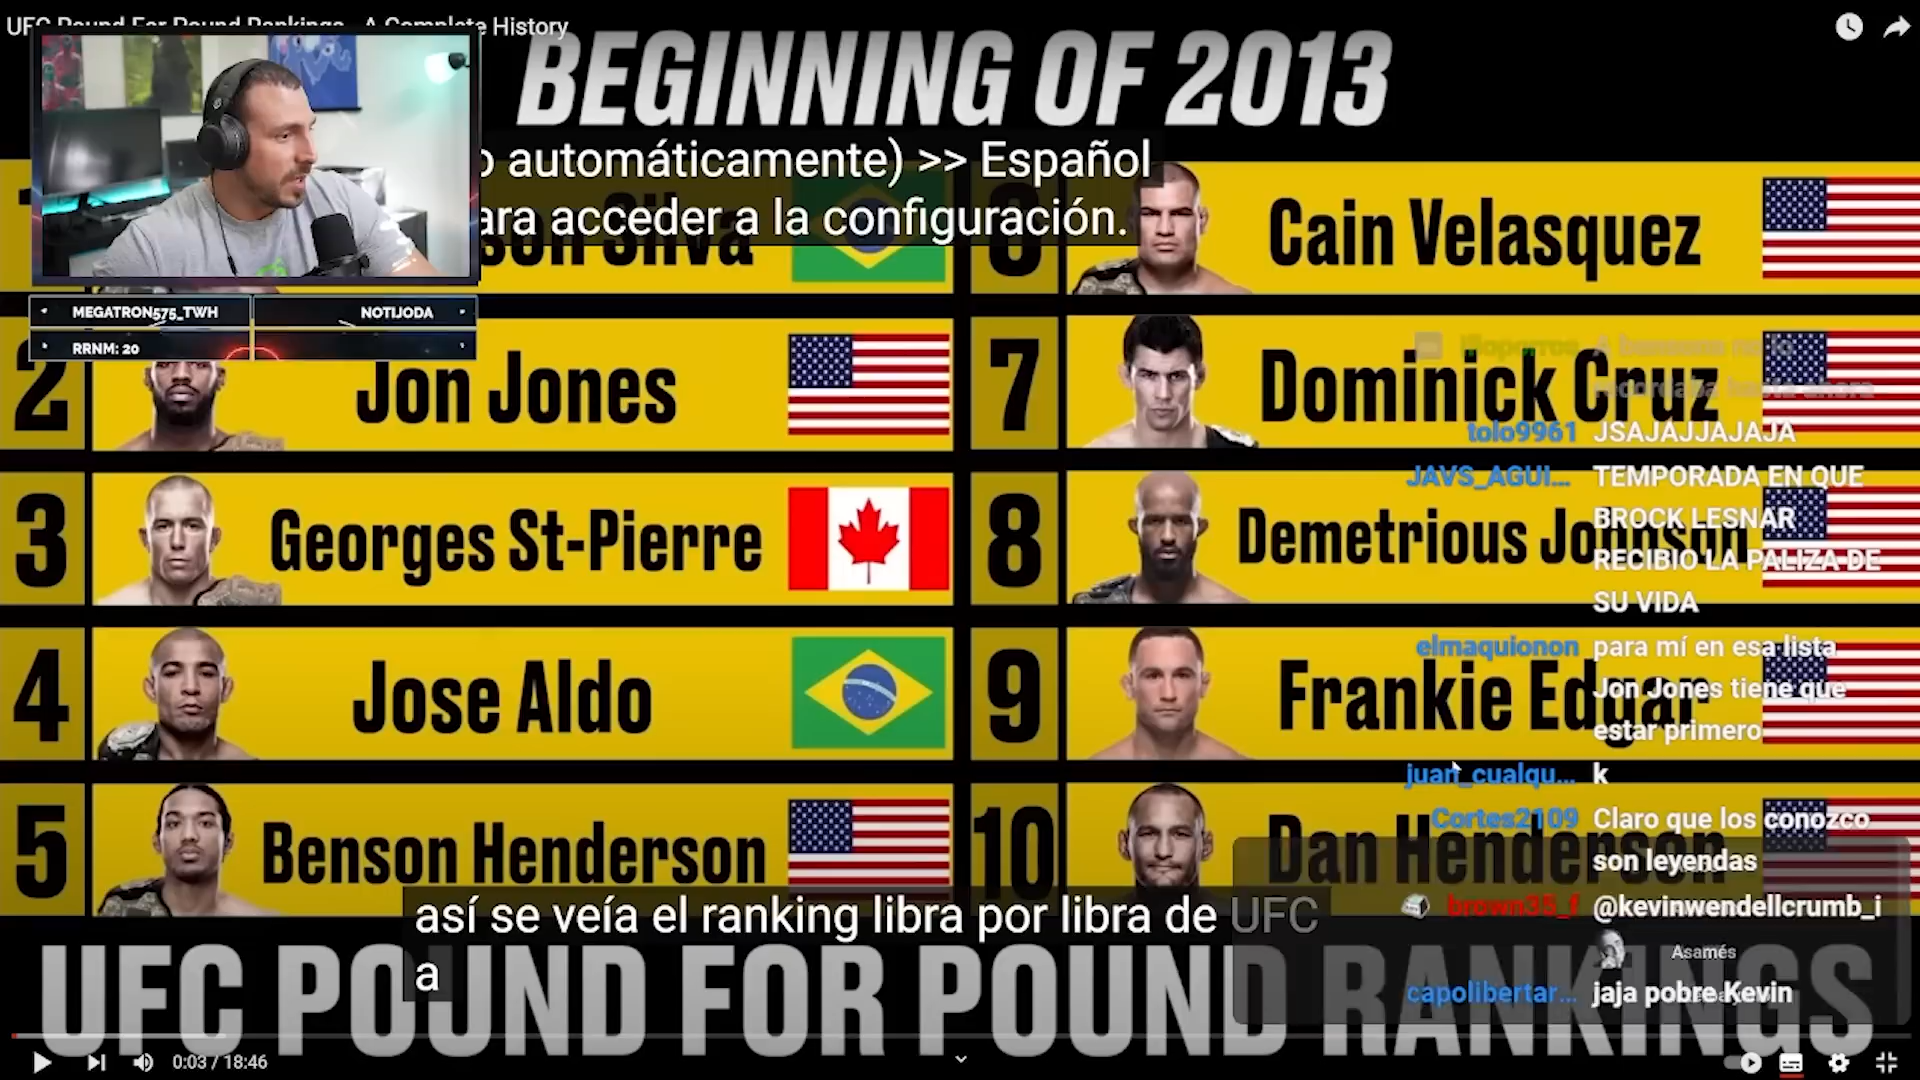 UFC Pound For Pound Rankings - A Complete History
BEGINNING OF 2013
automáticamente) >> Español
ara acceder a la configuración.
MEGATRON575_TWH
NOTIJODA
RRNM: 20
Silva
2
Jon Jones
3
Georges St-Pierre
4
Jose Aldo
5
Benson Henderson
Cain Velasquez
7
Dominick Cruz
8
Demetrious Johnson
9
Frankie Edgar
10
Dan Henderson
tolo9961 JSAJAJJAJAJA
JAVS_AGUI... TEMPORADA EN QUE
BROCK LESNAR
RECIBIO LA PALIZA DE
SU VIDA
elmaquionon para mí en esa lista
Jon Jones tiene que
estar primero
juan_cualqu... k
Cortes2109 Claro que los conozco
son leyendas
brown35_f @kevinwendellcrumb_i
Asamés
capolibertar... jaja pobre Kevin
así se veía el ranking libra por libra de UFC
a
UFC POUND FOR POUND RANKINGS
0:03 / 18:46